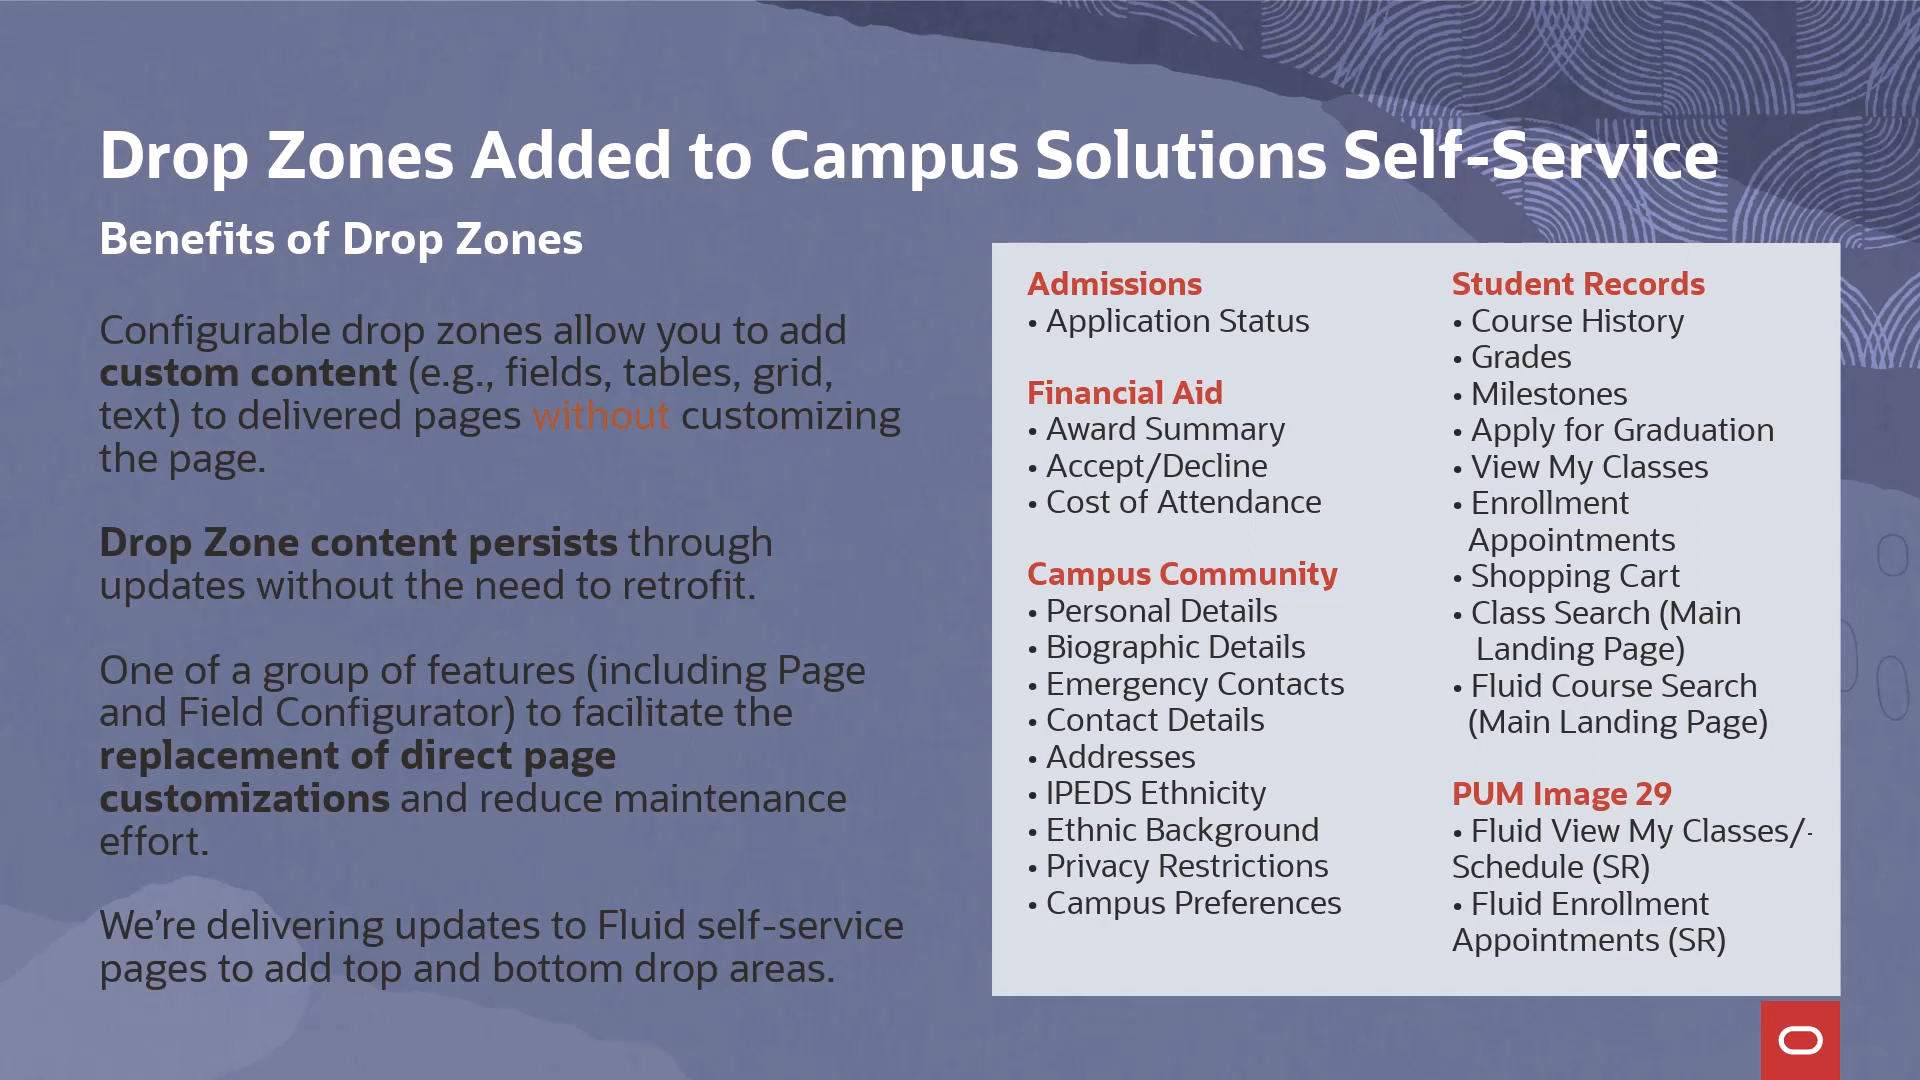 Drop Zones Added to Campus Solutions Self-Service
Benefits of Drop Zones
Configurable drop zones allow you to add
custom content (e.g., fields, tables, grid,
text) to delivered pages without customizing
the page.
Drop Zone content persists through
updates without the need to retrofit.
One of a group of features (including Page
and Field Configurator) to facilitate the
replacement of direct page
customizations and reduce maintenance
effort.
We’re delivering updates to Fluid self-service
pages to add top and bottom drop areas.
Admissions
• Application Status
Financial Aid
• Award Summary
• Accept/Decline
• Cost of Attendance
Campus Community
• Personal Details
• Biographic Details
• Emergency Contacts
• Contact Details
• Addresses
• IPEDS Ethnicity
• Ethnic Background
• Privacy Restrictions
• Campus Preferences
Student Records
• Course History
• Grades
• Milestones
• Apply for Graduation
• View My Classes
• Enrollment
Appointments
• Shopping Cart
• Class Search (Main
Landing Page)
• Fluid Course Search
(Main Landing Page)
PUM Image 29
• Fluid View My Classes/-
Schedule (SR)
• Fluid Enrollment
Appointments (SR)